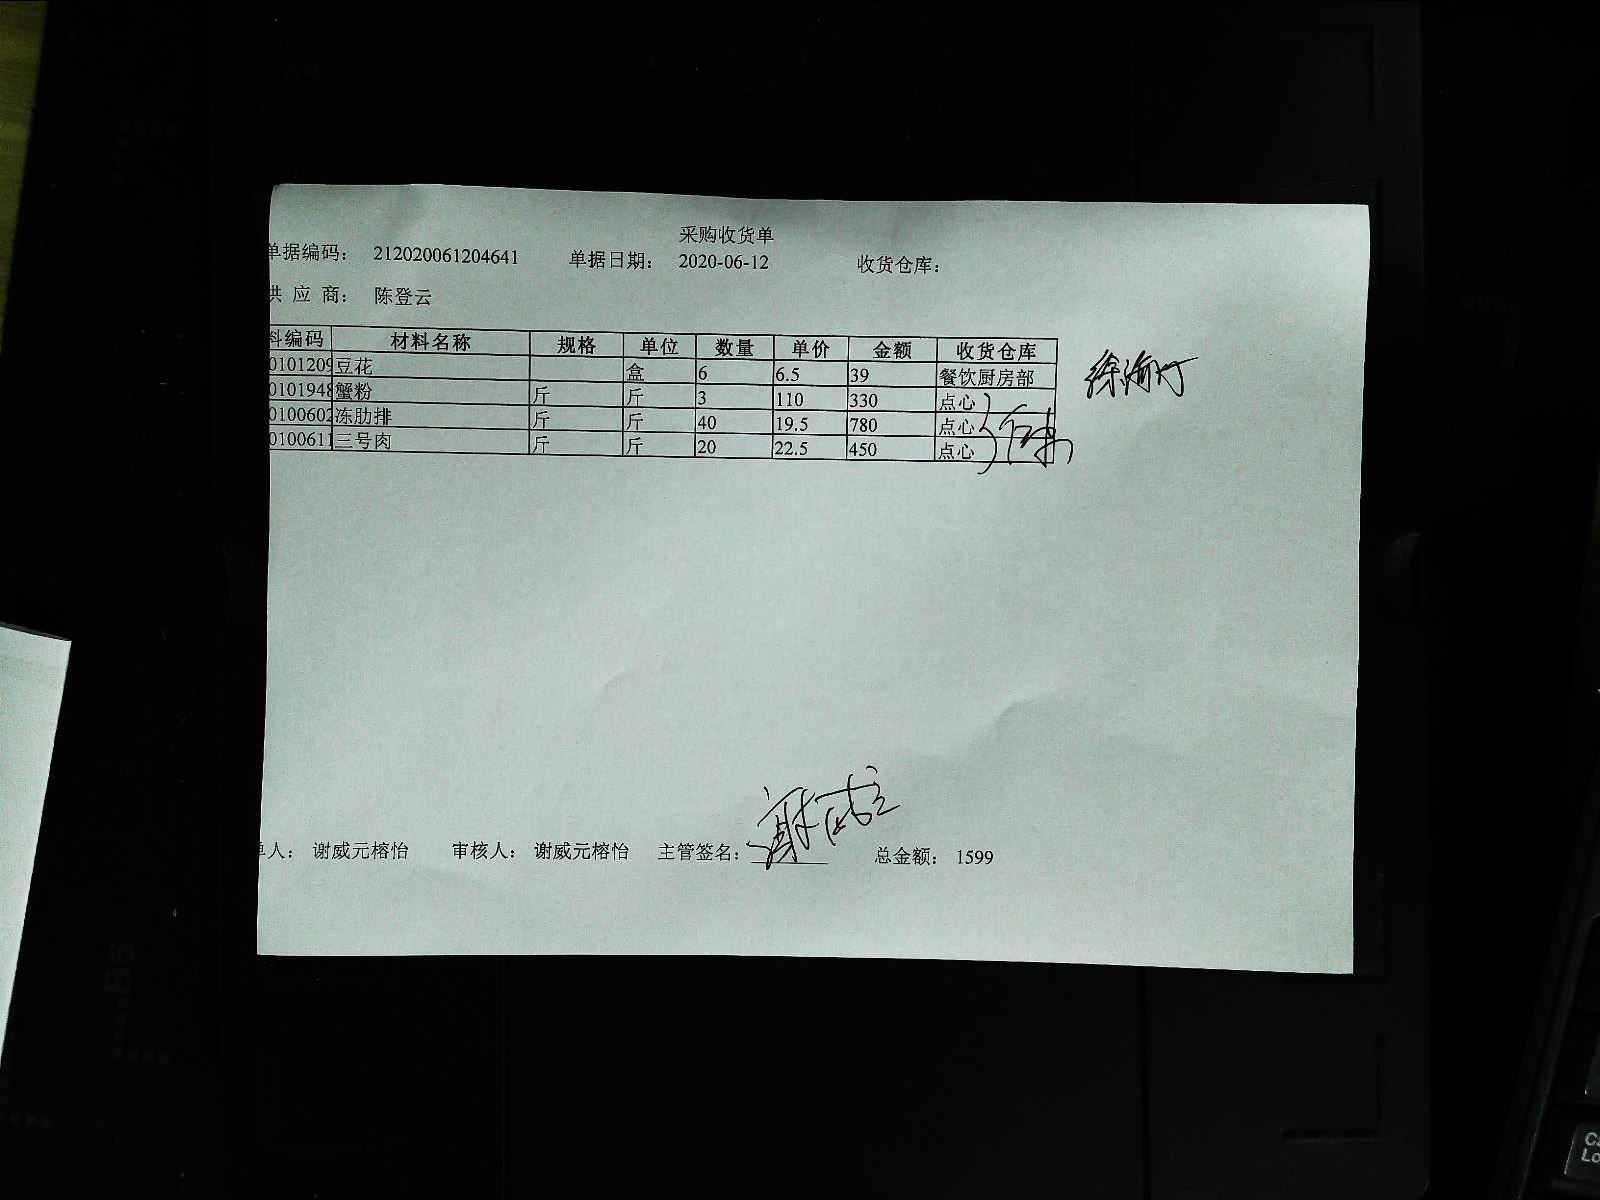 采购收货单
单据编码: 212020061204641 单据日期: 2020-06-12 收货仓库:
供 应 商: 陈登云
料编码 材料名称 规格 单位 数量 单价 金额 收货仓库
0101209 豆花 盒 6 6.5 39 餐饮厨房部
0101948 蟹粉 斤 斤 3 110 330 点心
0100602 冻肋排 斤 斤 40 19.5 780 点心
0100611 三号肉 斤 斤 20 22.5 450 点心
单人: 谢威元榕怡 审核人: 谢威元榕怡 主管签名: 总金额: 1599